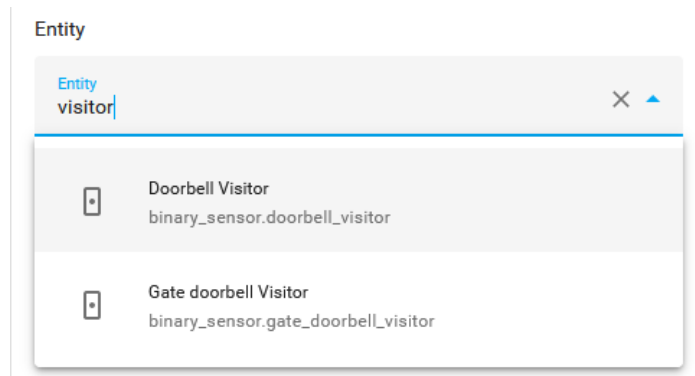 Entity
Entity
visitor
Doorbell Visitor
binary_sensor.doorbell_visitor
Gate doorbell Visitor
binary_sensor.gate_doorbell_visitor